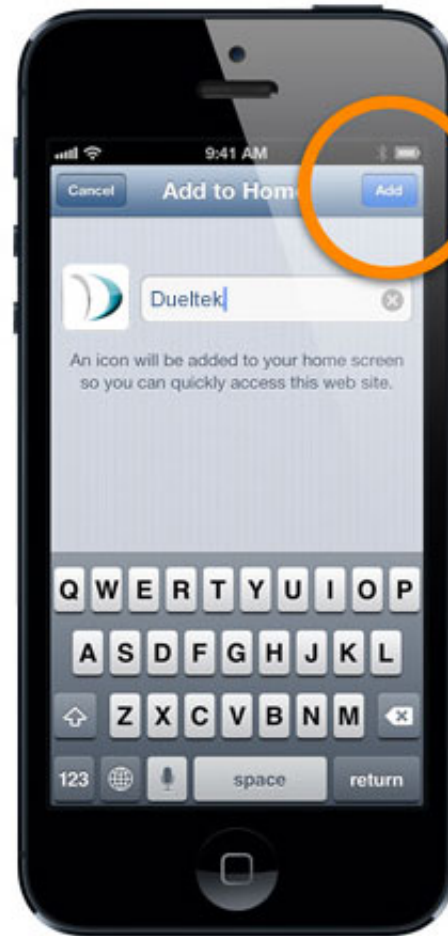 9:41 AM
Cancel
Add to Home
Add
Dueltek
An icon will be added to your home screen
so you can quickly access this web site.
Q W E R T Y U I O P
A S D F G H J K L
Z X C V B N M
123
space
return